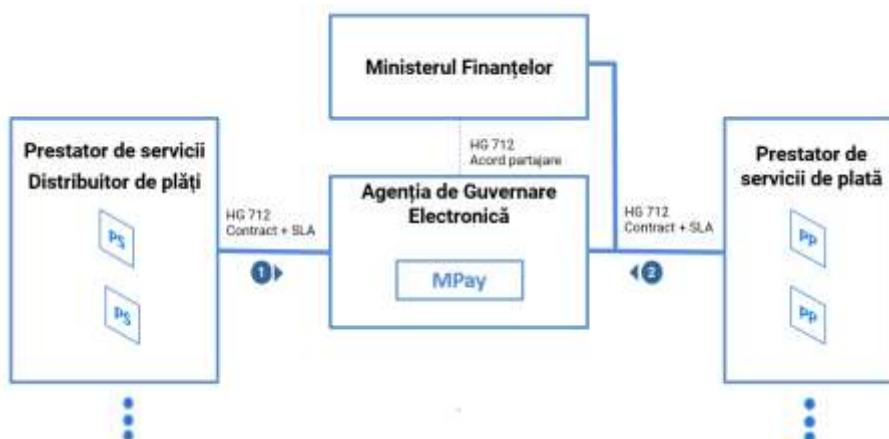 Ministerul Finanțelor
HG 712
Acord partajare
Prestator de servicii
Distribuitor de plăți
PS
PS
HG 712
Contract + SLA
1
Agenția de Guvernare
Electronică
MPay
HG 712
Contract + SLA
2
Prestator de
servicii de plată
PP
PP